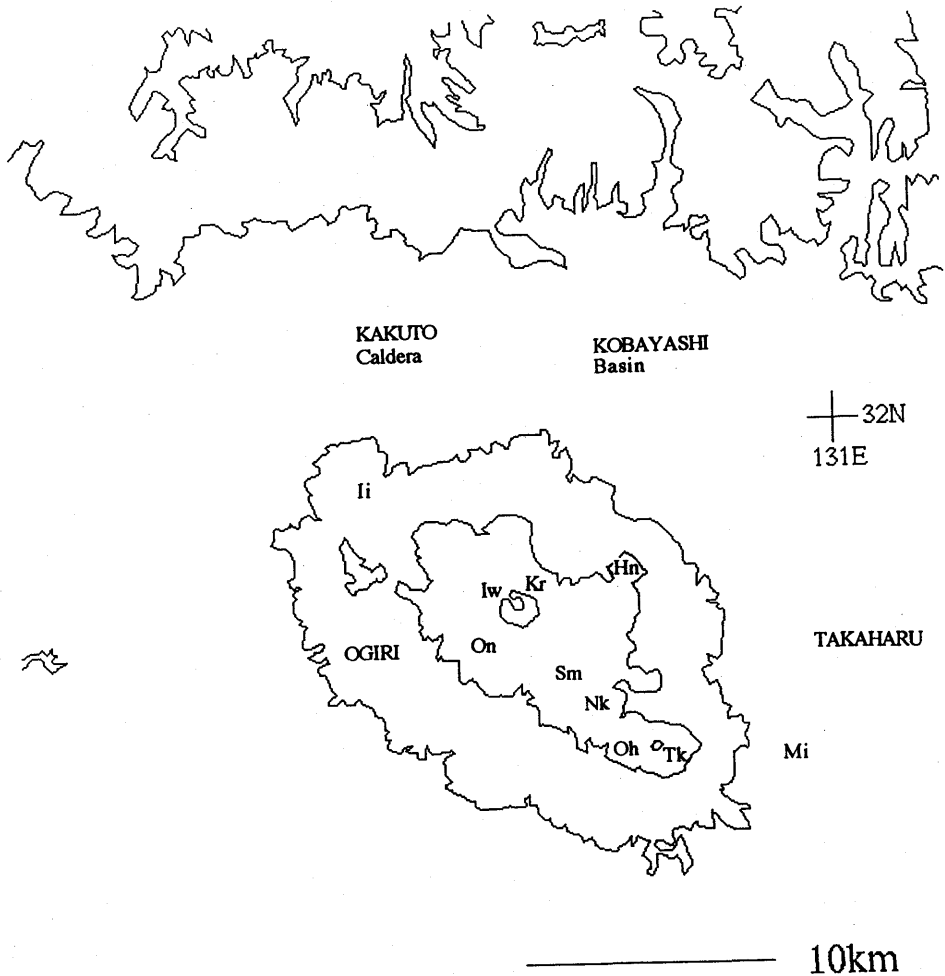 KAKUTO
Caldera
KOBAYASHI
Basin
32N
131E
Ii
Hn
Iw
Kr
OGIRI
On
TAKAHARU
Sm
Nk
Oh
Tk
Mi
10km